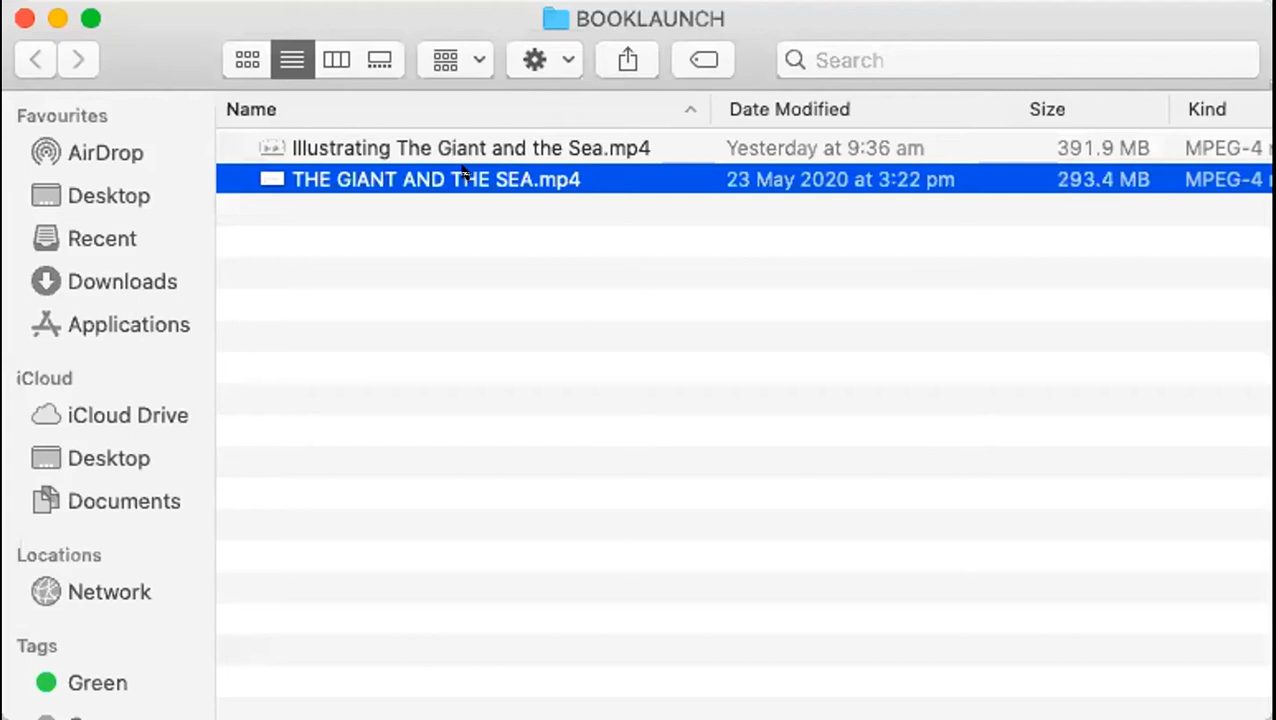 BOOKLAUNCH
Search
Favourites
AirDrop
Desktop
Recent
Downloads
Applications
iCloud
iCloud Drive
Desktop
Documents
Locations
Network
Tags
Green
Name Date Modified Size Kind
Illustrating The Giant and the Sea.mp4 Yesterday at 9:36 am 391.9 MB MPEG-4
THE GIANT AND THE SEA.mp4 23 May 2020 at 3:22 pm 293.4 MB MPEG-4